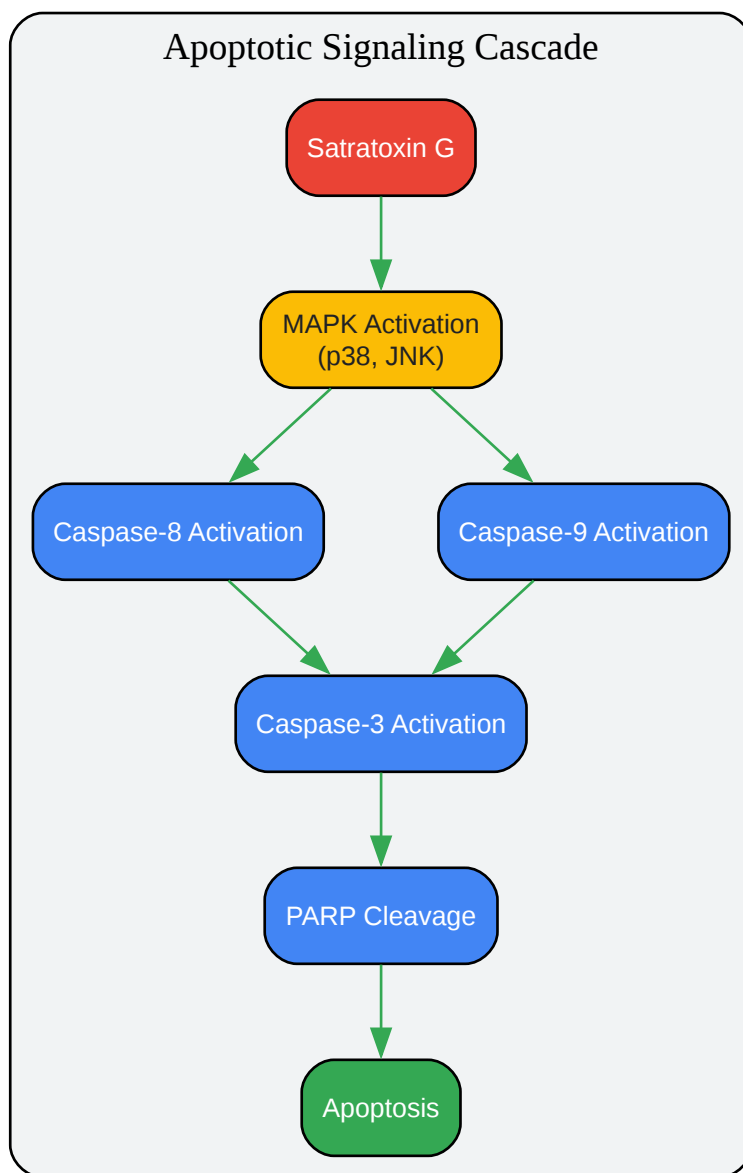 Apoptotic Signaling Cascade
Satratoxin G
MAPK Activation
(p38, JNK)
Caspase-8 Activation
Caspase-9 Activation
Caspase-3 Activation
PARP Cleavage
Apoptosis